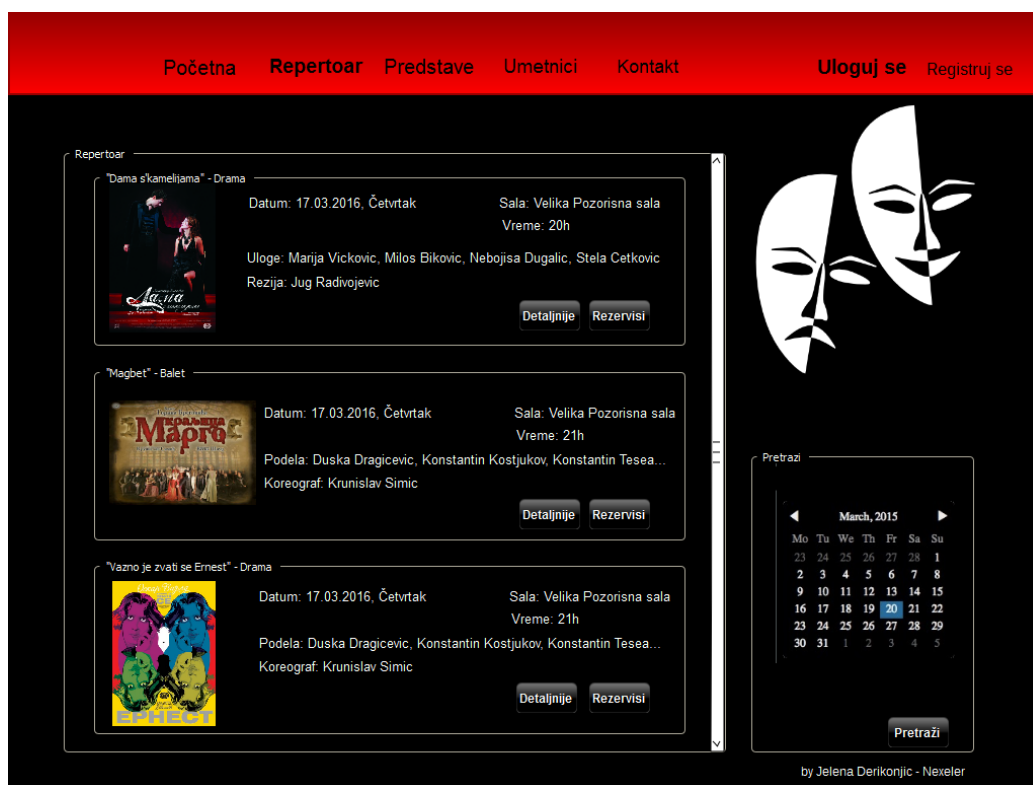 Početna Repertoar Predstave Umetnici Kontakt Uloguj se Registruj se
Repertoar
"Dama s'kamelijama" - Drama
Datum: 17.03.2016, Četvrtak
Sala: Velika Pozorisna sala
Vreme: 20h
Uloge: Marija Vickovic, Milos Bikovic, Nebojisa Dugalic, Stela Cetkovic
Rezija: Jug Radivojevic
Дама
Detaljnije Rezervisi
"Magbet" - Balet
краљица
Марго
Datum: 17.03.2016, Četvrtak
Sala: Velika Pozorisna sala
Vreme: 21h
Podela: Duska Dragicevic, Konstantin Kostjukov, Konstantin Tesea...
Koreograf: Krunislav Simic
Detaljnije Rezervisi
"Vazno je zvati se Ernest" - Drama
ЕРНЕСТ
Datum: 17.03.2016, Četvrtak
Sala: Velika Pozorisna sala
Vreme: 21h
Podela: Duska Dragicevic, Konstantin Kostjukov, Konstantin Tesea...
Koreograf: Krunislav Simic
Detaljnije Rezervisi
Pretrazi
March, 2015
Mo Tu We Th Fr Sa Su
23 24 25 26 27 28 1
2 3 4 5 6 7 8
9 10 11 12 13 14 15
16 17 18 19 20 21 22
23 24 25 26 27 28 29
30 31 1 2 3 4 5
Pretraži
by Jelena Derikonjic - Nexeler